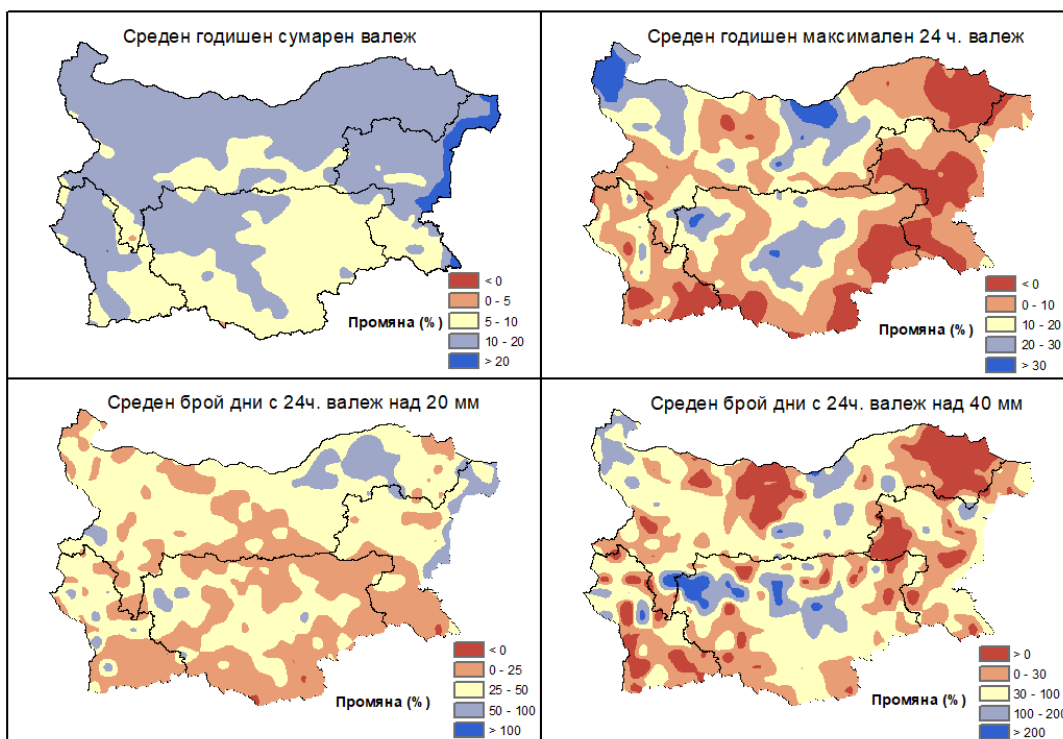 Среден годишен сумарен валеж
Промяна (%)
< 0
0 - 5
5 - 10
10 - 20
> 20
Среден годишен максимален 24 ч. валеж
Промяна (%)
< 0
0 - 10
10 - 20
20 - 30
> 30
Среден брой дни с 24ч. валеж над 20 мм
Промяна (%)
< 0
0 - 25
25 - 50
50 - 100
> 100
Среден брой дни с 24ч. валеж над 40 мм
Промяна (%)
> 0
0 - 30
30 - 100
100 - 200
> 200